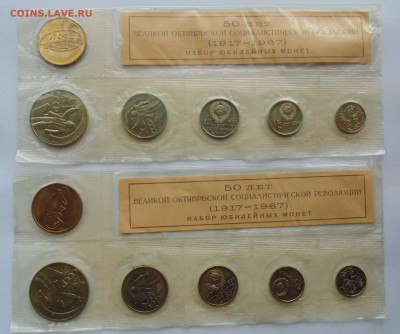 COINS.LAVE.RU
50 ЛЕТ
ВЕЛИКОЙ ОКТЯБРЬСКОЙ СОЦИАЛИСТИЧЕСКОЙ РЕВОЛЮЦИИ
(1917-1967)
НАБОР ЮБИЛЕЙНЫХ МОНЕТ
50 ЛЕТ
ВЕЛИКОЙ ОКТЯБРЬСКОЙ СОЦИАЛИСТИЧЕСКОЙ РЕВОЛЮЦИИ
(1917-1967)
НАБОР ЮБИЛЕЙНЫХ МОНЕТ